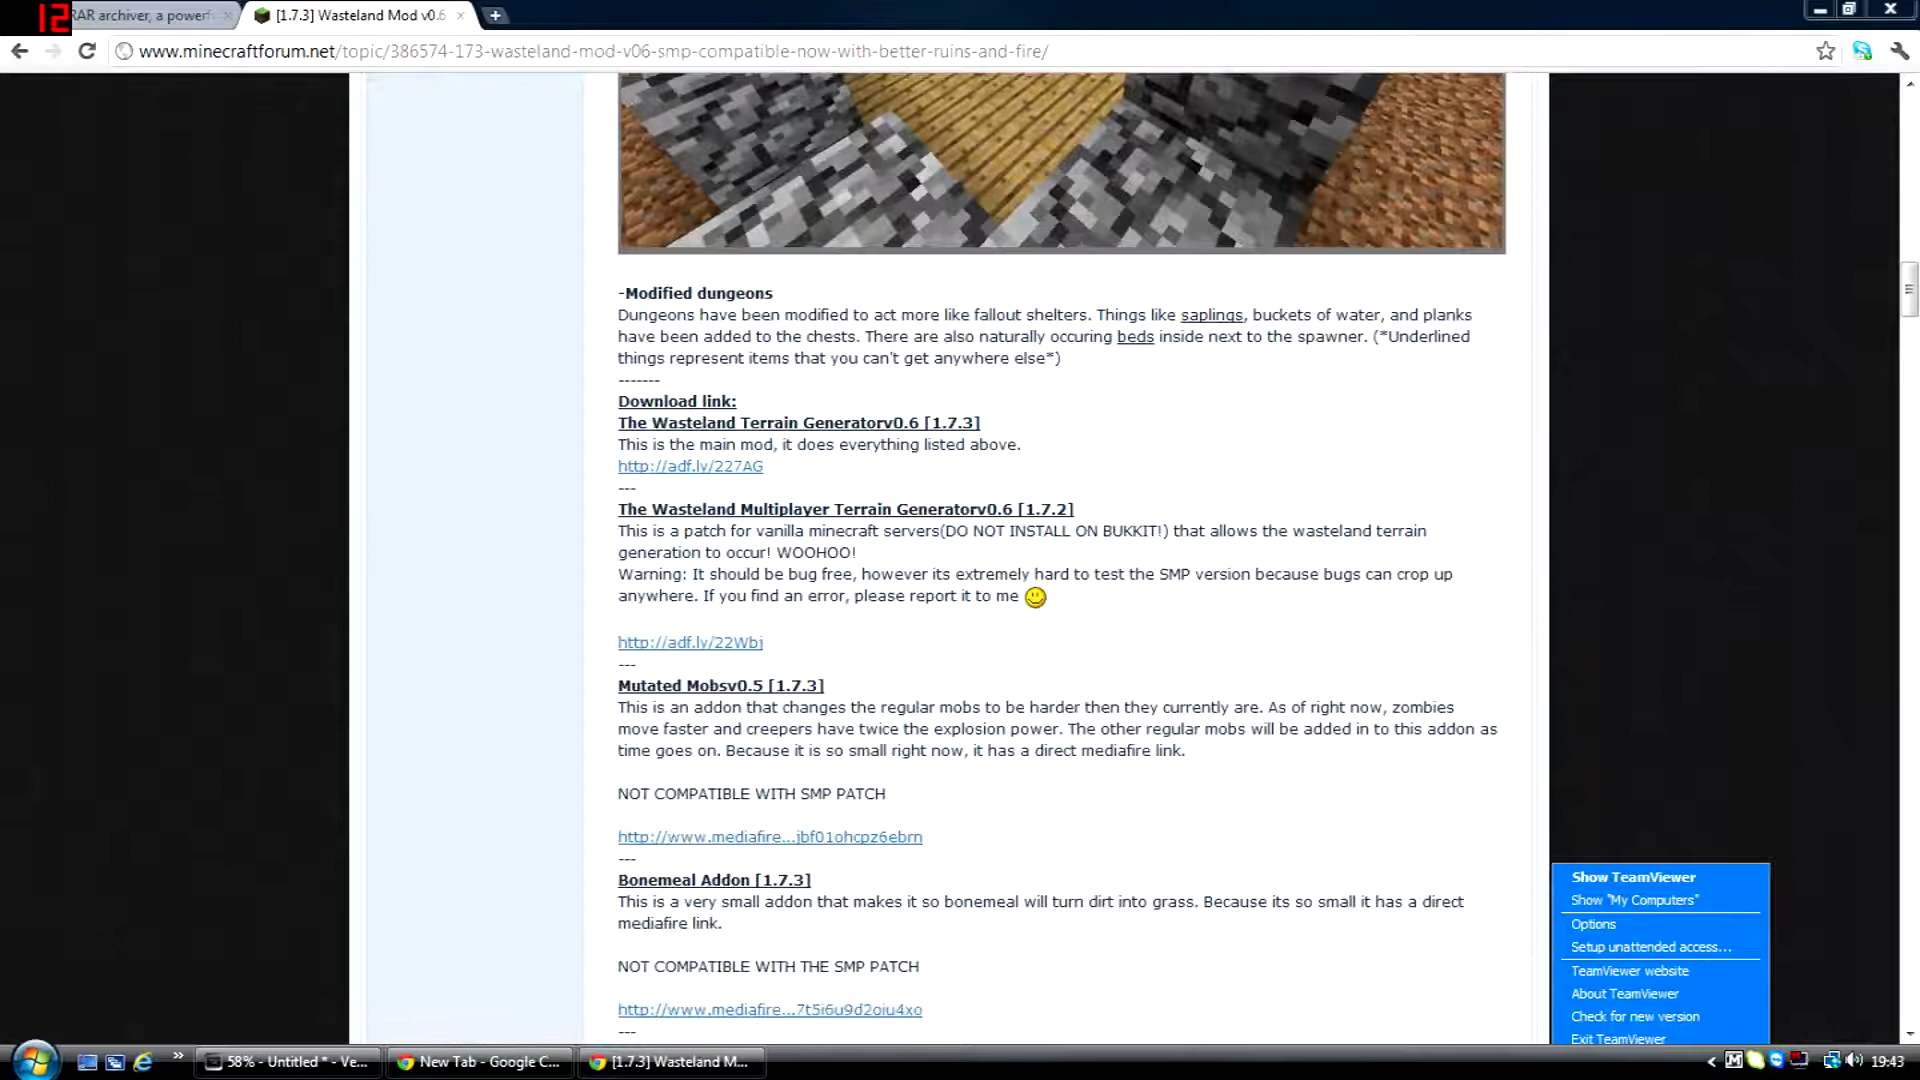 12
RAR archiver, a powerf
[1.7.3] Wasteland Mod v0.6
www.minecraftforum.net/topic/386574-173-wasteland-mod-v06-smp-compatible-now-with-better-ruins-and-fire/
-Modified dungeons
Dungeons have been modified to act more like fallout shelters. Things like saplings, buckets of water, and planks
have been added to the chests. There are also naturally occuring beds inside next to the spawner. (*Underlined
things represent items that you can't get anywhere else*)
-------
Download link:
The Wasteland Terrain Generatorv0.6 [1.7.3]
This is the main mod, it does everything listed above.
http://adf.ly/227AG
---
The Wasteland Multiplayer Terrain Generatorv0.6 [1.7.2]
This is a patch for vanilla minecraft servers(DO NOT INSTALL ON BUKKIT!) that allows the wasteland terrain
generation to occur! WOOHOO!
Warning: It should be bug free, however its extremely hard to test the SMP version because bugs can crop up
anywhere. If you find an error, please report it to me
http://adf.ly/22Wbj
---
Mutated Mobsv0.5 [1.7.3]
This is an addon that changes the regular mobs to be harder then they currently are. As of right now, zombies
move faster and creepers have twice the explosion power. The other regular mobs will be added in to this addon as
time goes on. Because it is so small right now, it has a direct mediafire link.
NOT COMPATIBLE WITH SMP PATCH
http://www.mediafire...jbf01ohcpz6ebrn
---
Bonemeal Addon [1.7.3]
This is a very small addon that makes it so bonemeal will turn dirt into grass. Because its so small it has a direct
mediafire link.
NOT COMPATIBLE WITH THE SMP PATCH
http://www.mediafire...7t5i6u9d2oiu4xo
---
Show TeamViewer
Show "My Computers"
Options
Setup unattended access...
TeamViewer website
About TeamViewer
Check for new version
Exit TeamViewer
58% - Untitled * - Ve...
New Tab - Google C...
[1.7.3] Wasteland M...
19:43